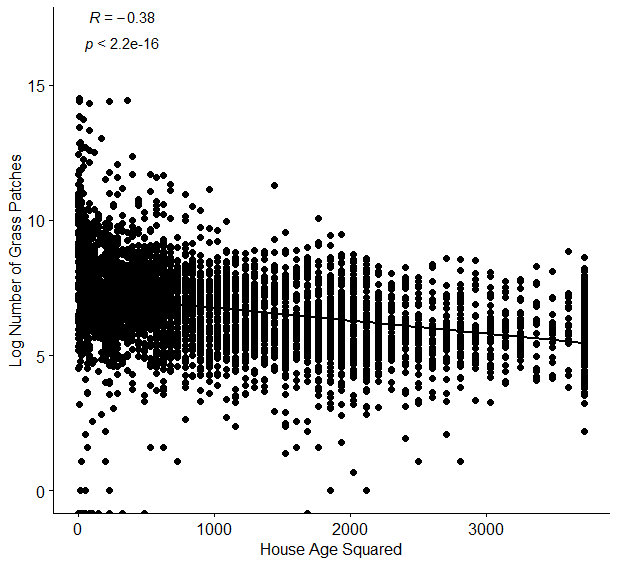 R = −0.38
p < 2.2e-16
15
10
5
0
Log Number of Grass Patches
0 1000 2000 3000
House Age Squared